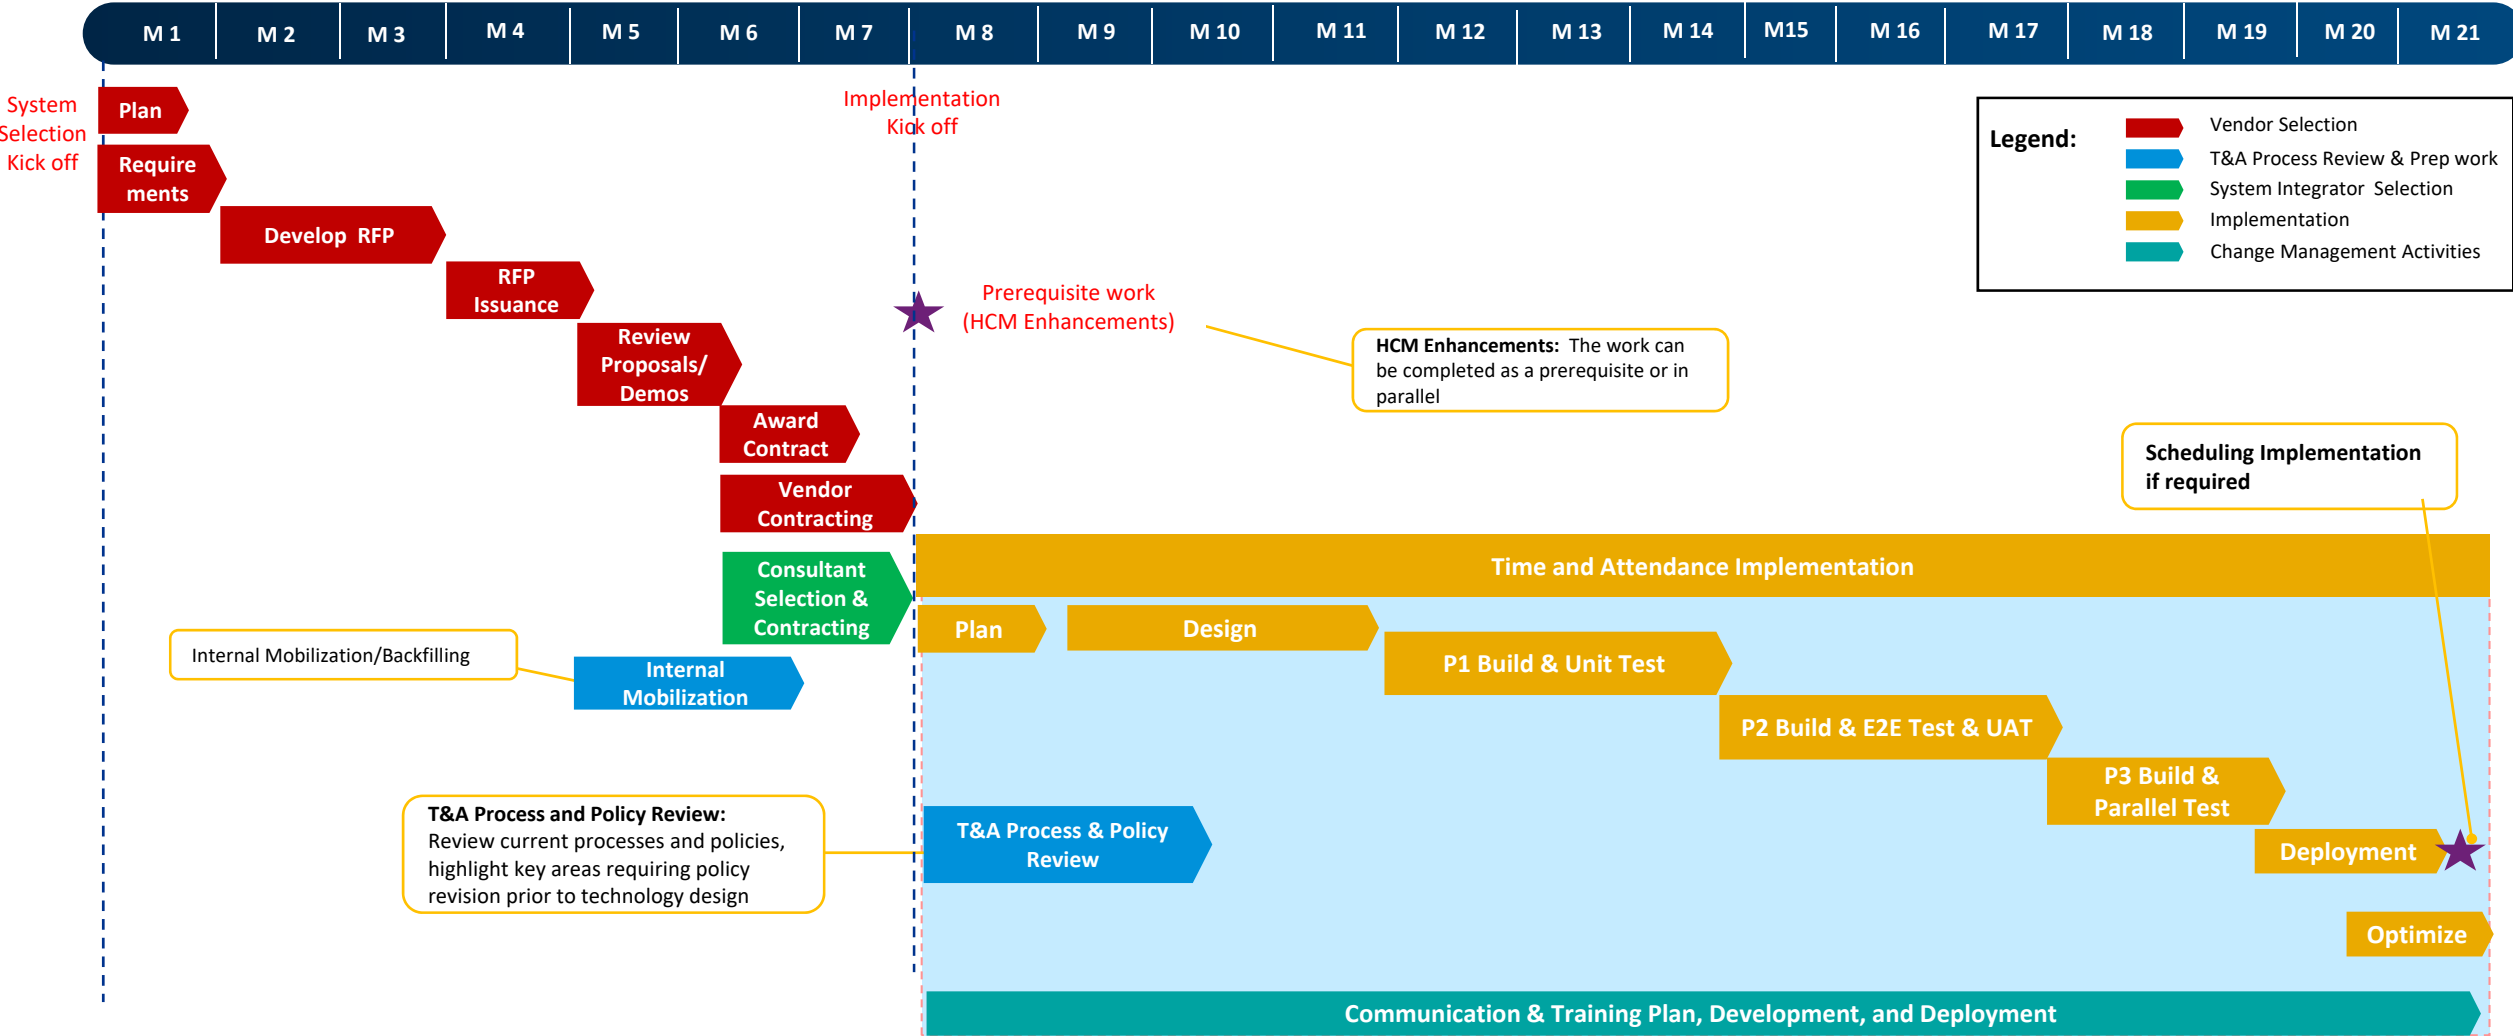 M 1
M 2
M 3
M 4
M 5
M 6
M 7
M 8
M 9
M 10
M 11
M 12
M 13
M 14
M15
M 16
M 17
M 18
M 19
M 20
M 21
System
Selection
Kick off
Plan
Require
ments
Develop RFP
RFP
Issuance
Review
Proposals/
Demos
Award
Contract
Vendor
Contracting
Consultant
Selection &
Contracting
Internal Mobilization/Backfilling
Internal
Mobilization
Implementation
Kick off
Prerequisite work
(HCM Enhancements)
HCM Enhancements: The work can
be completed as a prerequisite or in
parallel
Legend:
Vendor Selection
T&A Process Review & Prep work
System Integrator Selection
Implementation
Change Management Activities
Scheduling Implementation
if required
Time and Attendance Implementation
Plan
Design
P1 Build & Unit Test
P2 Build & E2E Test & UAT
P3 Build &
Parallel Test
T&A Process and Policy Review:
Review current processes and policies,
highlight key areas requiring policy
revision prior to technology design
T&A Process & Policy
Review
Deployment
Optimize
Communication & Training Plan, Development, and Deployment